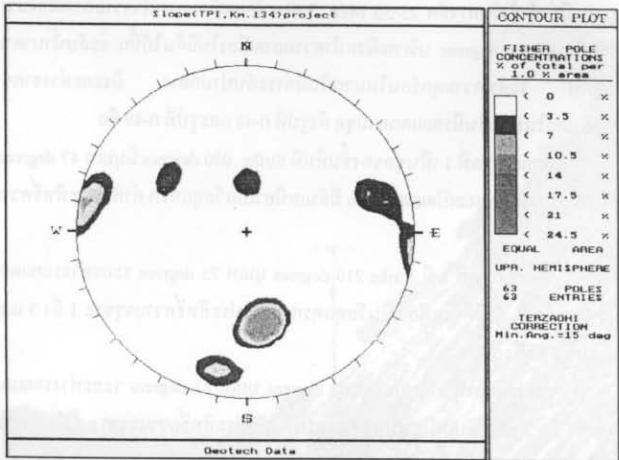 Slope(TPI,Km.134)project
CONTOUR PLOT
N
W
E
S
FISHER POLE
CONCENTRATIONS
% of total per
1.0 % area
< %
< 3.5 %
< 7 %
< 10.5 %
< 14 %
< 17.5 %
< 21 %
< 24.5 %
EQUAL AREA
UPR. HEMISPHERE
63 POLES
63 ENTRIES
TERZAGHI
CORRECTION
Min.Ang.=15 deg
Geotech Data